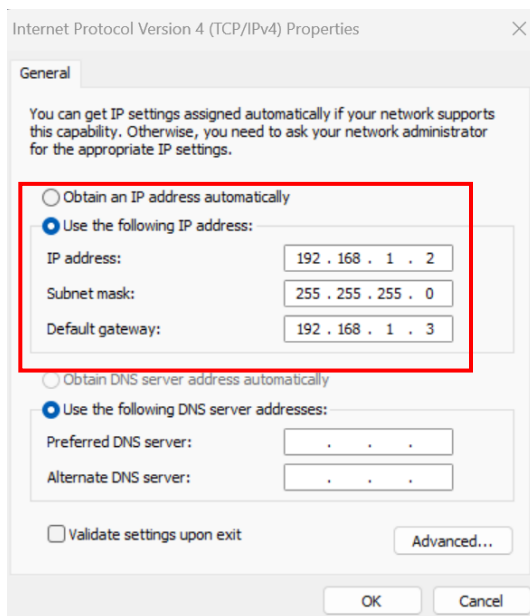 Internet Protocol Version 4 (TCP/IPv4) Properties
General
You can get IP settings assigned automatically if your network supports
this capability. Otherwise, you need to ask your network administrator
for the appropriate IP settings.
Obtain an IP address automatically
Use the following IP address:
IP address: 192 . 168 . 1 . 2
Subnet mask: 255 . 255 . 255 . 0
Default gateway: 192 . 168 . 1 . 3
Obtain DNS server address automatically
Use the following DNS server addresses:
Preferred DNS server: . . .
Alternate DNS server: . . .
Validate settings upon exit
Advanced...
OK Cancel